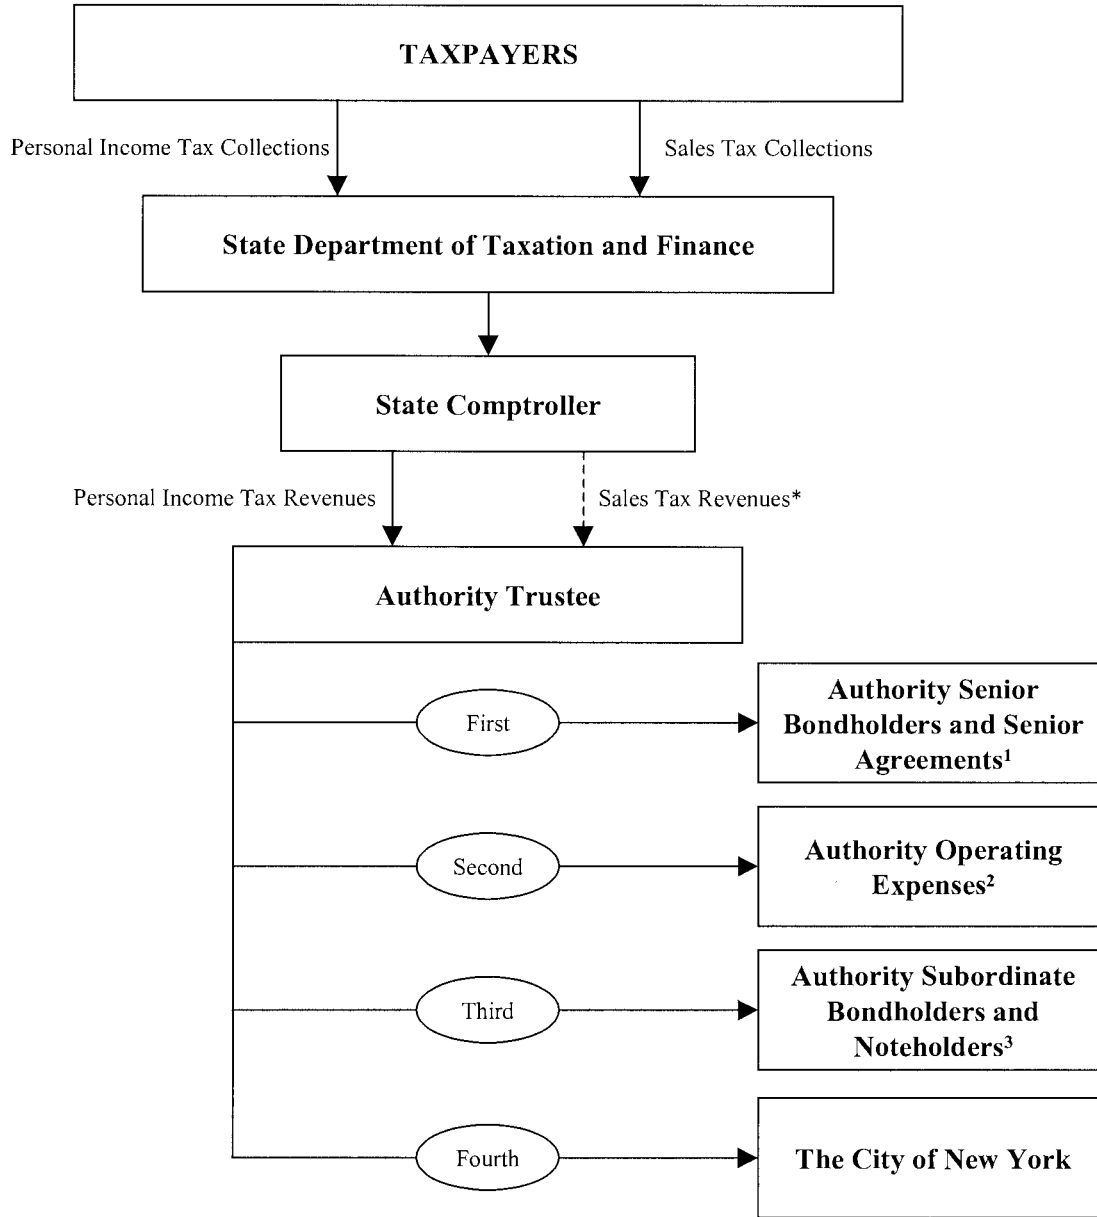 TAXPAYERS
Personal Income Tax Collections
Sales Tax Collections
State Department of Taxation and Finance
State Comptroller
Personal Income Tax Revenues
Sales Tax Revenues*
Authority Trustee
First
Authority Senior
Bondholders and Senior
Agreements¹
Second
Authority Operating
Expenses²
Third
Authority Subordinate
Bondholders and
Noteholders³
Fourth
The City of New York